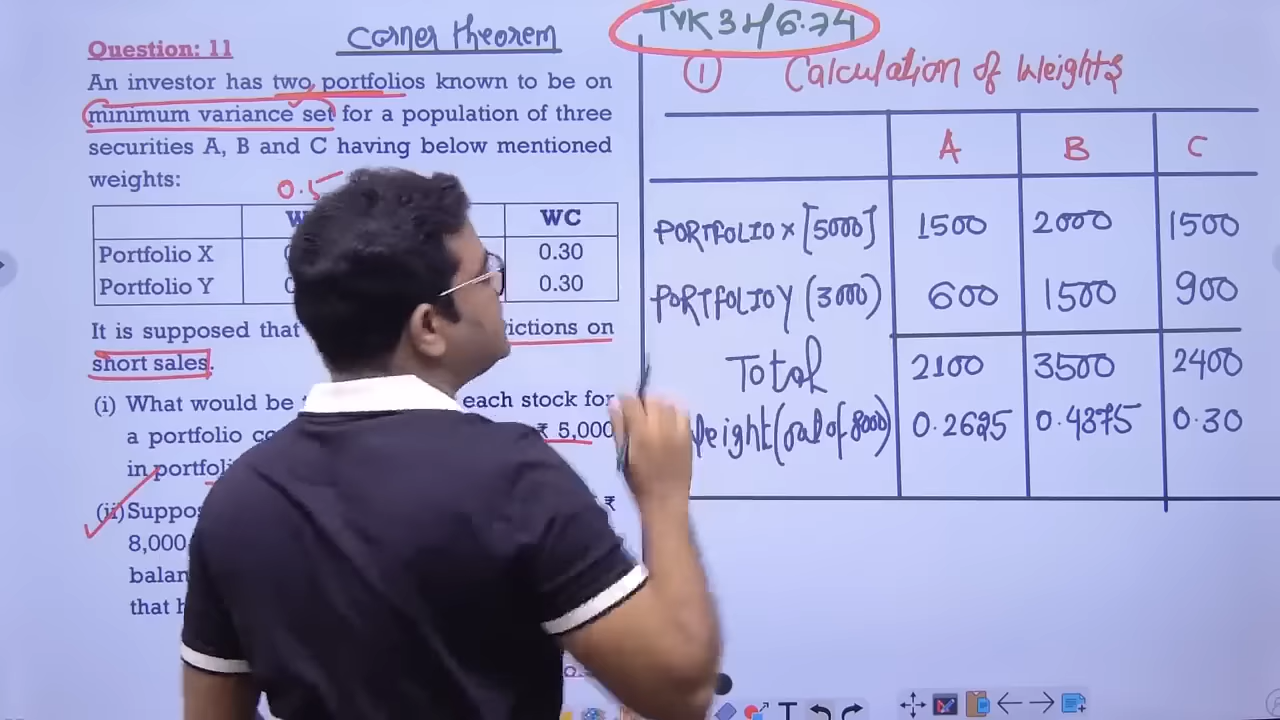 Corner theorem
Question: 11
An investor has two portfolios known to be on
minimum variance set for a population of three
securities A, B and C having below mentioned
weights:
0.5
W WC
Portfolio X 0 0.30
Portfolio Y 0 0.30
It is supposed that ictions on
short sales.
(i) What would be each stock for
a portfolio co ₹ 5,000
in portfoli
(ii) Suppos ₹
8,000
balan
that h
TYK 34/6.74
① Calculation of Weights
A B C
PORTFOLIO X [5000] 1500 2000 1500
PORTFOLIO Y (3000) 600 1500 900
Total 2100 3500 2400
Weight (out of 8000) 0.2625 0.4375 0.30
T